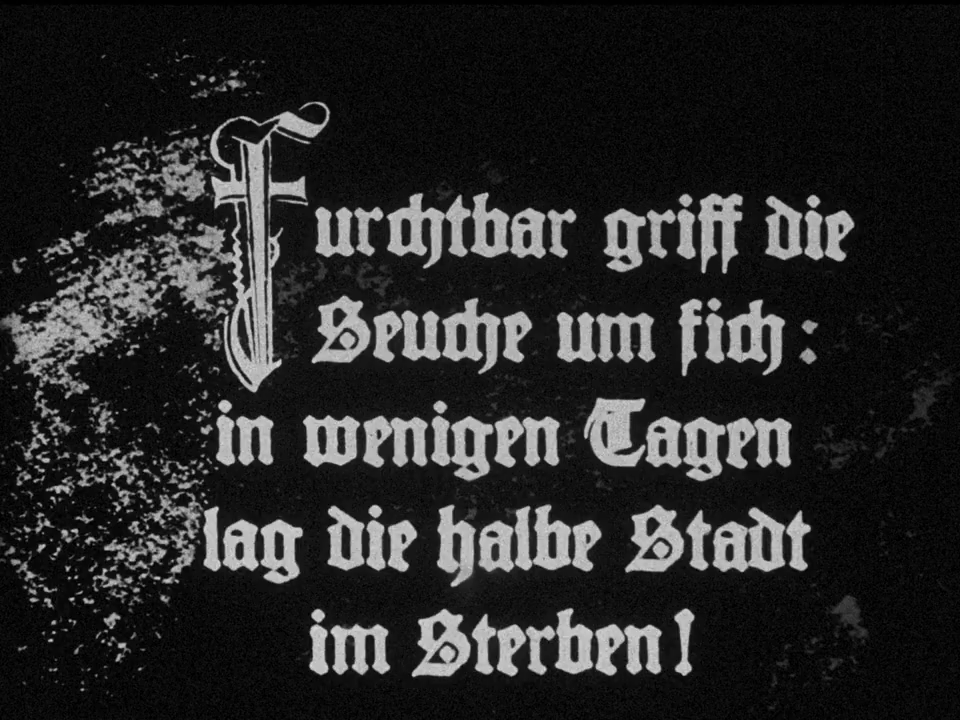 Furchtbar griff die
Seuche um sich:
in wenigen Tagen
lag die halbe Stadt
im Sterben!